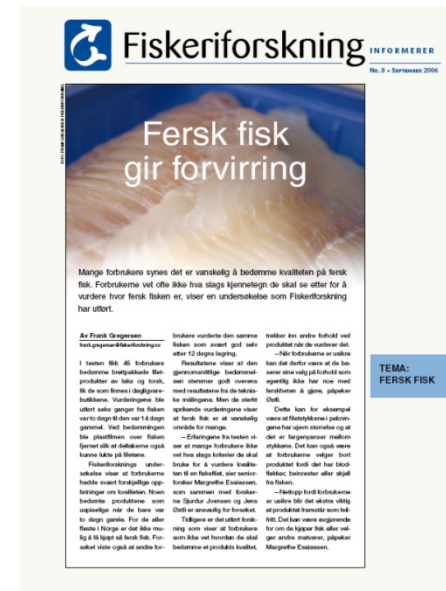 Fiskeriforskning
INFORMERER
No. 8 • September 2006
Fersk fisk
gir forvirring
Mange forbrukere synes det er vanskelig å bedømme kvaliteten på fersk
fisk. Forbrukerne vet ofte ikke hva slags kjennetegn de skal se etter for å
vurdere hvor fersk fisken er, viser en undersøkelse som Fiskeriforskning
har utført.
Av Frank Gregersen
frank.gregersen@fiskeriforskning.no
I testen fikk 45 forbrukere
bedømme brettpakkede filet-
produkter av laks og torsk,
lik de som finnes i dagligvare-
butikkene. Vurderingene ble
utført seks ganger fra fisken
var to døgn til den var 14 døgn
gammel. Ved bedømmingen
ble plastfilmen over fisken
fjernet slik at deltakerne også
kunne lukte på filetene.
Fiskeriforsknings under-
søkelse viser at forbrukerne
hadde svært forskjellige opp-
fatninger om kvaliteten. Noen
bedømte produktene som
uspiselige når de bare var
to døgn gamle. For de aller
fleste i Norge er det ikke mu-
lig å få kjøpt så fersk fisk. For-
søket viste også at andre for-
brukere vurderte den samme
fisken som svært god selv
etter 12 døgns lagring.
Resultatene viser at den
gjennomsnittlige bedømmel-
sen stemmer godt overens
med resultatene fra de teknis-
ke målingene. Men de sterkt
sprikende vurderingene viser
at fersk fisk er et vanskelig
område for mange.
– Erfaringene fra testen vi-
ser at mange forbrukere ikke
vet hva slags kriterier de skal
bruke for å vurdere kvalite-
ten til en fiskefilet, sier senior-
forsker Margrethe Esaiassen,
som sammen med forsker-
ne Sjurdur Joensen og Jens
Østli er ansvarlig for forsøket.
Tidligere er det utført forsk-
ning som viser at forbrukere
som ikke vet hvordan de skal
bedømme et produkts kvalitet,
trekker inn andre forhold ved
produktet når de vurderer det.
– Når forbrukerne er usikre
kan det derfor være at de ba-
serer sine valg på forhold som
egentlig ikke har noe med
ferskheten å gjøre, påpeker
Østli.
Dette kan for eksempel
være at filetstykkene i paknin-
gene har ujevn størrelse og at
det er fargenyanser mellom
stykkene. Det kan også være
at forbrukerne velger bort
produktet fordi det har blod-
flekker, beinrester eller skjell
fra fisken.
– Nettopp fordi forbrukerne
er usikre blir det ekstra viktig
at produktet framstår som feil-
fritt. Det kan være avgjørende
for om de kjøper fisk eller vel-
ger andre matvarer, påpeker
Margrethe Esaiassen.
TEMA:
FERSK FISK